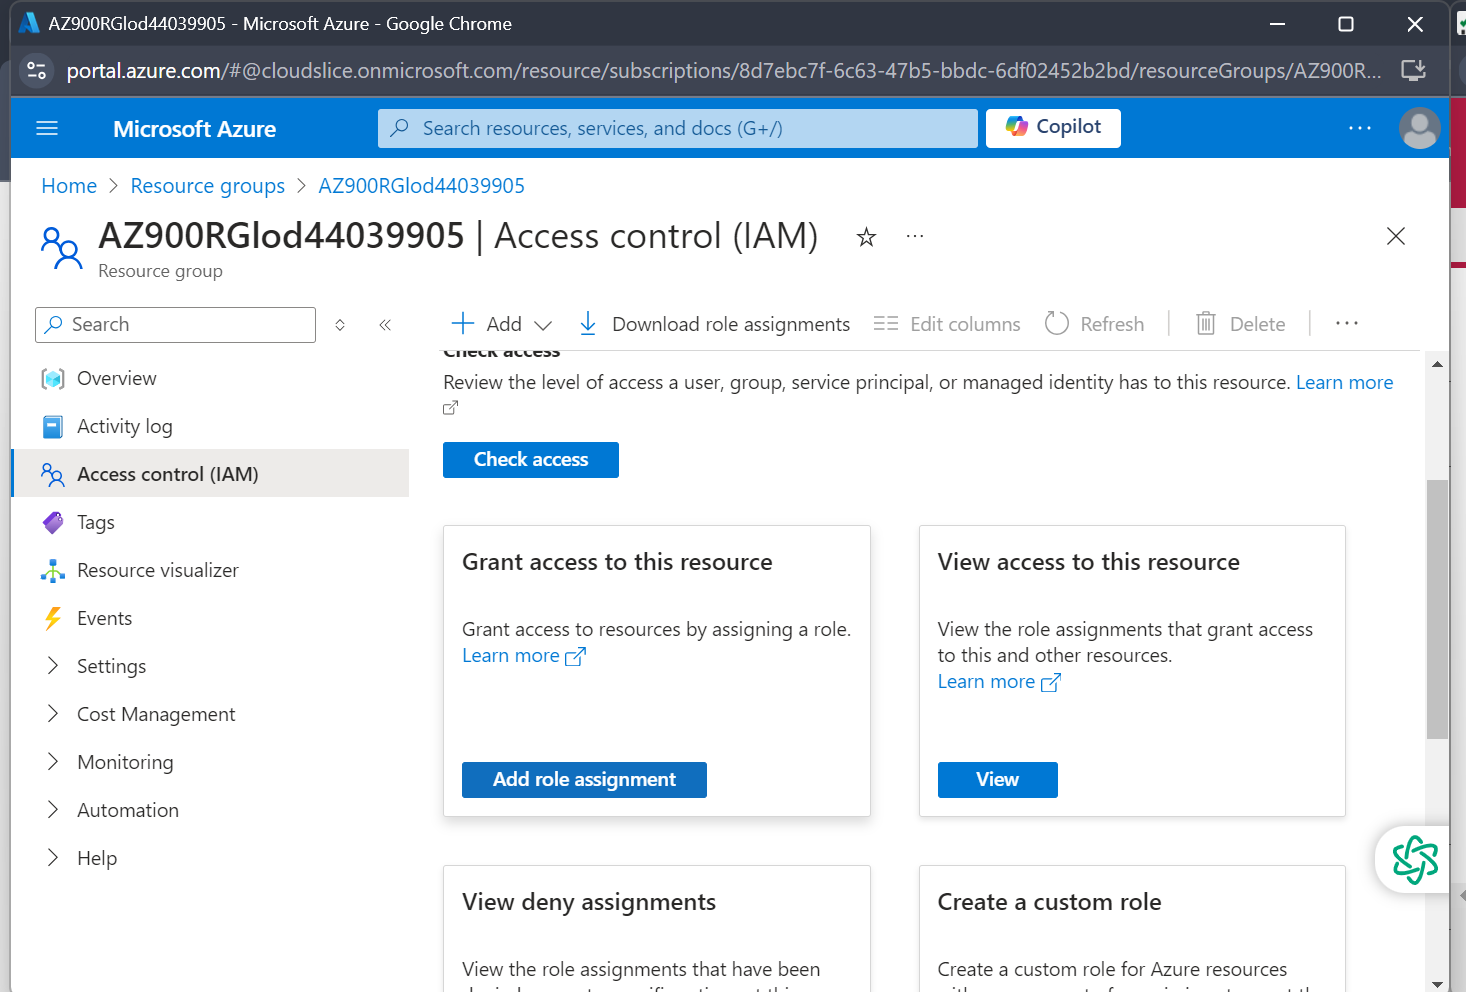 AZ900RGlod44039905 - Microsoft Azure - Google Chrome
portal.azure.com/#@cloudslice.onmicrosoft.com/resource/subscriptions/8d7ebc7f-6c63-47b5-bbdc-6df02452b2bd/resourceGroups/AZ900R...
Microsoft Azure
Search resources, services, and docs (G+/)
Copilot
Home > Resource groups > AZ900RGlod44039905
AZ900RGlod44039905 | Access control (IAM)
Resource group
Search
Add
Download role assignments
Edit columns
Refresh
Delete
Overview
Activity log
Access control (IAM)
Tags
Resource visualizer
Events
Settings
Cost Management
Monitoring
Automation
Help
Check access
Review the level of access a user, group, service principal, or managed identity has to this resource. Learn more
Check access
Grant access to this resource
Grant access to resources by assigning a role.
Learn more
Add role assignment
View access to this resource
View the role assignments that grant access
to this and other resources.
Learn more
View
View deny assignments
View the role assignments that have been
Create a custom role
Create a custom role for Azure resources